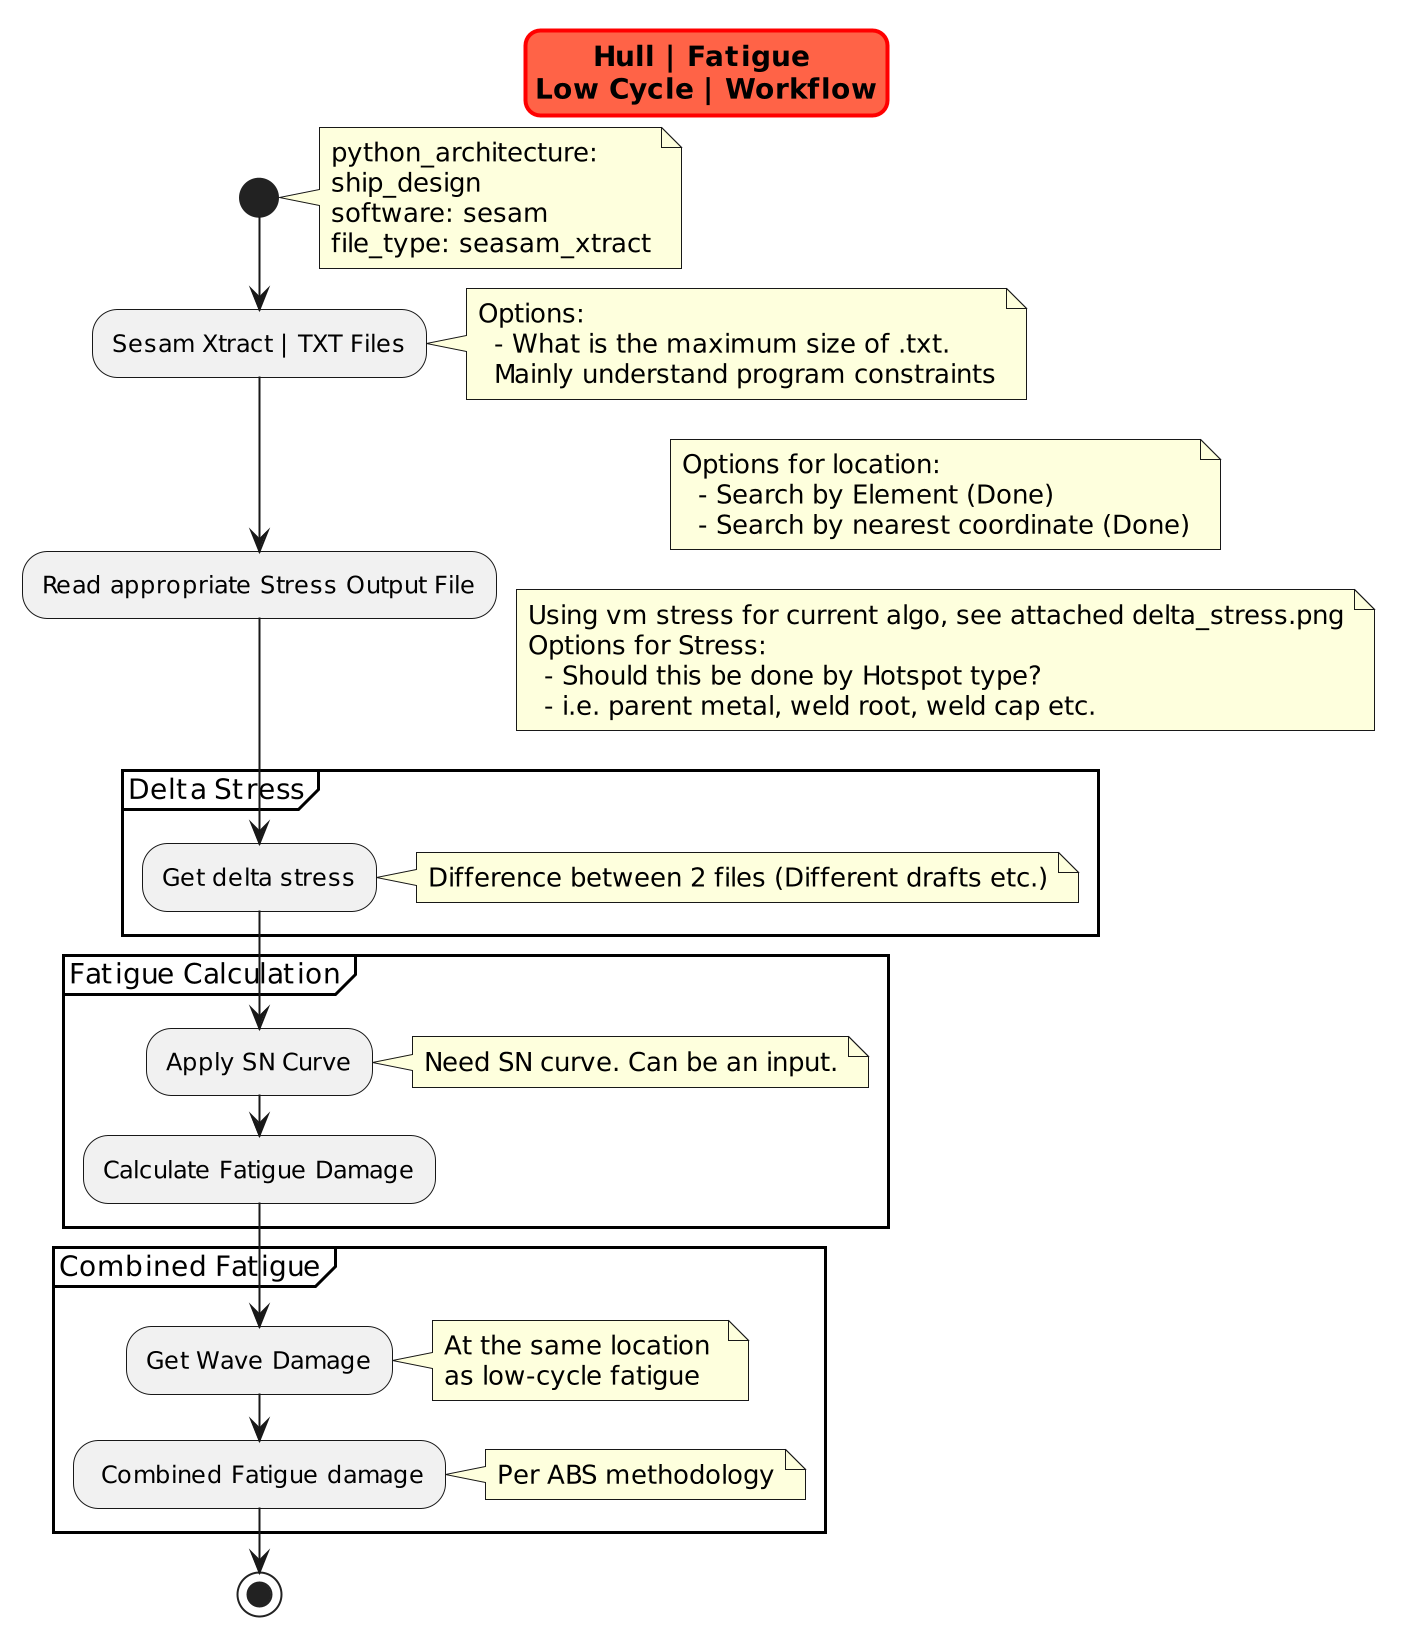 Hull | Fatigue
Low Cycle | Workflow
python_architecture:
ship_design
software: sesam
file_type: seasam_xtract
Sesam Xtract | TXT Files
Options:
- What is the maximum size of .txt.
Mainly understand program constraints
Options for location:
- Search by Element (Done)
- Search by nearest coordinate (Done)
Read appropriate Stress Output File
Using vm stress for current algo, see attached delta_stress.png
Options for Stress:
- Should this be done by Hotspot type?
- i.e. parent metal, weld root, weld cap etc.
Delta Stress
Get delta stress
Difference between 2 files (Different drafts etc.)
Fatigue Calculation
Apply SN Curve
Need SN curve. Can be an input.
Calculate Fatigue Damage
Combined Fatigue
Get Wave Damage
At the same location
as low-cycle fatigue
Combined Fatigue damage
Per ABS methodology